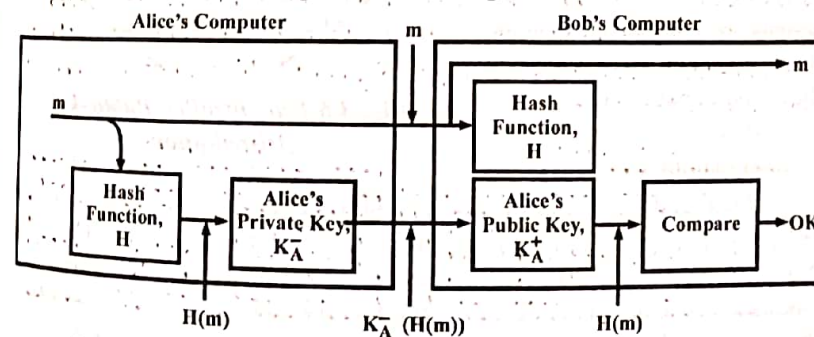 Alice's Computer
Bob's Computer
m
m
m
Hash
Function,
H
Hash
Function,
H
Alice's
Private Key,
K⁻A
Alice's
Public Key,
K⁺A
Compare
OK
H(m)
K⁻A (H(m))
H(m)